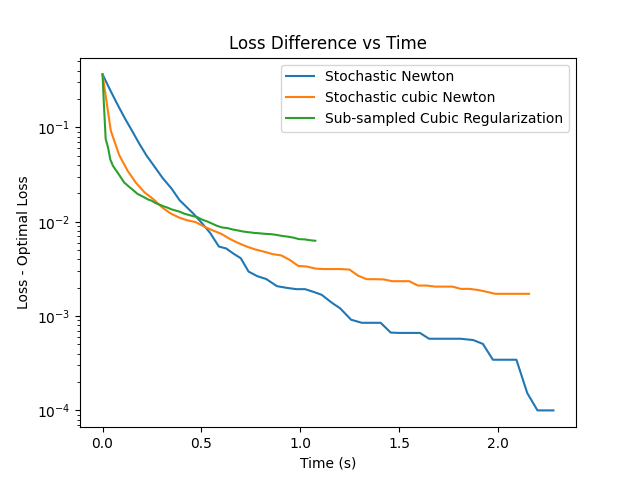 Loss Difference vs Time
Stochastic Newton
Stochastic cubic Newton
Sub-sampled Cubic Regularization
Loss - Optimal Loss
10⁻¹
10⁻²
10⁻³
10⁻⁴
0.0 0.5 1.0 1.5 2.0
Time (s)